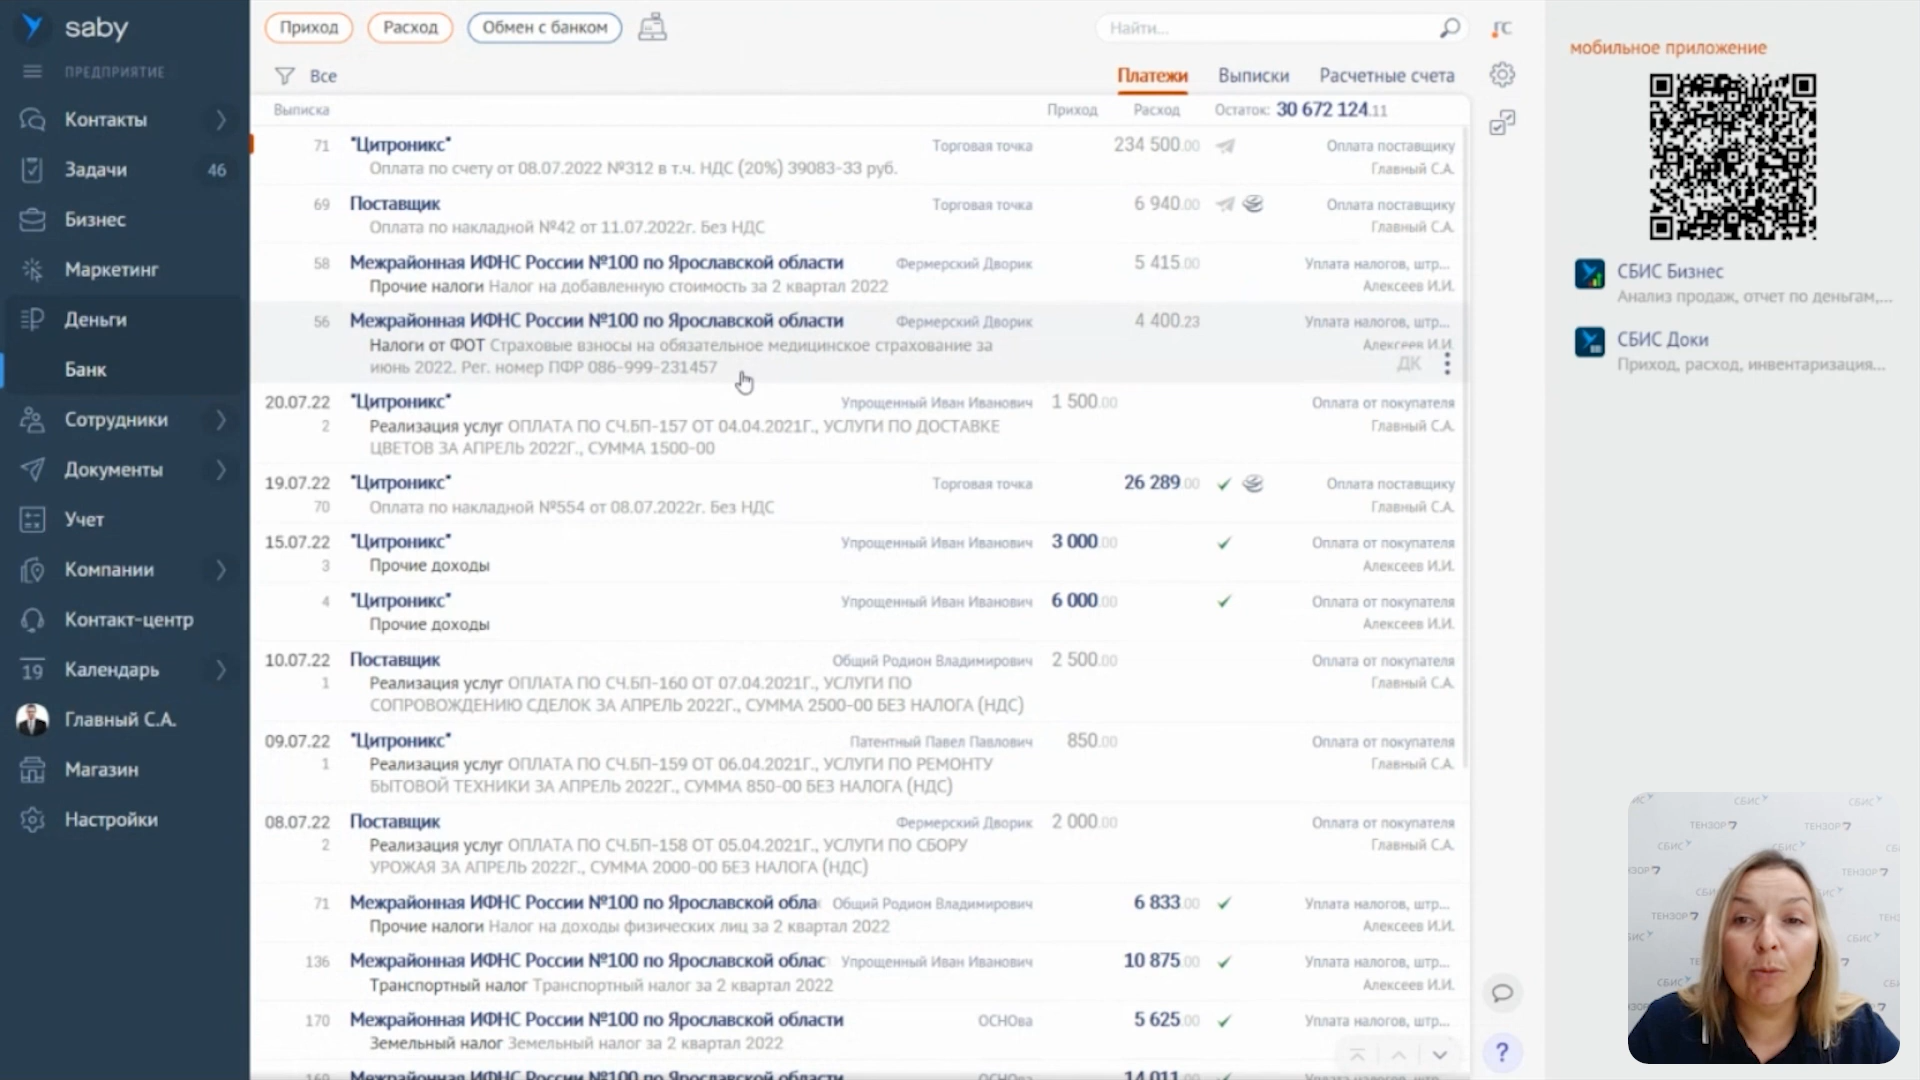 saby
ПРЕДПРИЯТИЕ
Контакты
Задачи 46
Бизнес
Маркетинг
Деньги
Банк
Сотрудники
Документы
Учет
Компании
Контакт-центр
19 Календарь
Главный С.А.
Магазин
Настройки
Приход Расход Обмен с банком
Найти...
Все
Платежи Выписки Расчетные счета
Выписка Приход Расход Остаток: 30 672 124.11
71 "Цитроникс" Торговая точка 234 500.00 Оплата поставщику
Оплата по счету от 08.07.2022 №312 в т.ч. НДС (20%) 39083-33 руб. Главный С.А.
69 Поставщик Торговая точка 6 940.00 Оплата поставщику
Оплата по накладной №42 от 11.07.2022г. Без НДС Главный С.А.
58 Межрайонная ИФНС России №100 по Ярославской области Фермерский Дворик 5 415.00 Уплата налогов, штр...
Прочие налоги Налог на добавленную стоимость за 2 квартал 2022 Алексеев И.И.
56 Межрайонная ИФНС России №100 по Ярославской области Фермерский Дворик 4 400.23 Уплата налогов, штр...
Налоги от ФОТ Страховые взносы на обязательное медицинское страхование за Алексеев И.И.
июнь 2022. Рег. номер ПФР 086-999-231457 ДК
20.07.22 "Цитроникс" Упрощенный Иван Иванович 1 500.00 Оплата от покупателя
2 Реализация услуг ОПЛАТА ПО СЧ.БП-157 ОТ 04.04.2021Г., УСЛУГИ ПО ДОСТАВКЕ Главный С.А.
ЦВЕТОВ ЗА АПРЕЛЬ 2022Г., СУММА 1500-00
19.07.22 "Цитроникс" Торговая точка 26 289.00 Оплата поставщику
70 Оплата по накладной №554 от 08.07.2022г. Без НДС Главный С.А.
15.07.22 "Цитроникс" Упрощенный Иван Иванович 3 000.00 Оплата от покупателя
3 Прочие доходы Алексеев И.И.
4 "Цитроникс" Упрощенный Иван Иванович 6 000.00 Оплата от покупателя
Прочие доходы Алексеев И.И.
10.07.22 Поставщик Общий Родион Владимирович 2 500.00 Оплата от покупателя
1 Реализация услуг ОПЛАТА ПО СЧ.БП-160 ОТ 07.04.2021Г., УСЛУГИ ПО Главный С.А.
СОПРОВОЖДЕНИЮ СДЕЛОК ЗА АПРЕЛЬ 2022Г., СУММА 2500-00 БЕЗ НАЛОГА (НДС)
09.07.22 "Цитроникс" Патентный Павел Павлович 850.00 Оплата от покупателя
1 Реализация услуг ОПЛАТА ПО СЧ.БП-159 ОТ 06.04.2021Г., УСЛУГИ ПО РЕМОНТУ Главный С.А.
БЫТОВОЙ ТЕХНИКИ ЗА АПРЕЛЬ 2022Г., СУММА 850-00 БЕЗ НАЛОГА (НДС)
08.07.22 Поставщик Фермерский Дворик 2 000.00 Оплата от покупателя
2 Реализация услуг ОПЛАТА ПО СЧ.БП-158 ОТ 05.04.2021Г., УСЛУГИ ПО СБОРУ Главный С.А.
УРОЖАЯ ЗА АПРЕЛЬ 2022Г., СУММА 2000-00 БЕЗ НАЛОГА (НДС)
71 Межрайонная ИФНС России №100 по Ярославской обла Общий Родион Владимирович 6 833.00 Уплата налогов, штр...
Прочие налоги Налог на доходы физических лиц за 2 квартал 2022 Алексеев И.И.
136 Межрайонная ИФНС России №100 по Ярославской облас Упрощенный Иван Иванович 10 875.00 Уплата налогов, штр...
Транспортный налог Транспортный налог за 2 квартал 2022 Алексеев И.И.
170 Межрайонная ИФНС России №100 по Ярославской области ОСНОва 5 625.00 Уплата налогов, штр...
Земельный налог Земельный налог за 2 квартал 2022 Алексеев И.И.
169 Межрайонная ИФНС России №100 по Ярославской области ОСНОва 14 011.00
ГС
?
мобильное приложение
СБИС Бизнес
Анализ продаж, отчет по деньгам,...
СБИС Доки
Приход, расход, инвентаризация...
СБИС
ТЕНЗОР